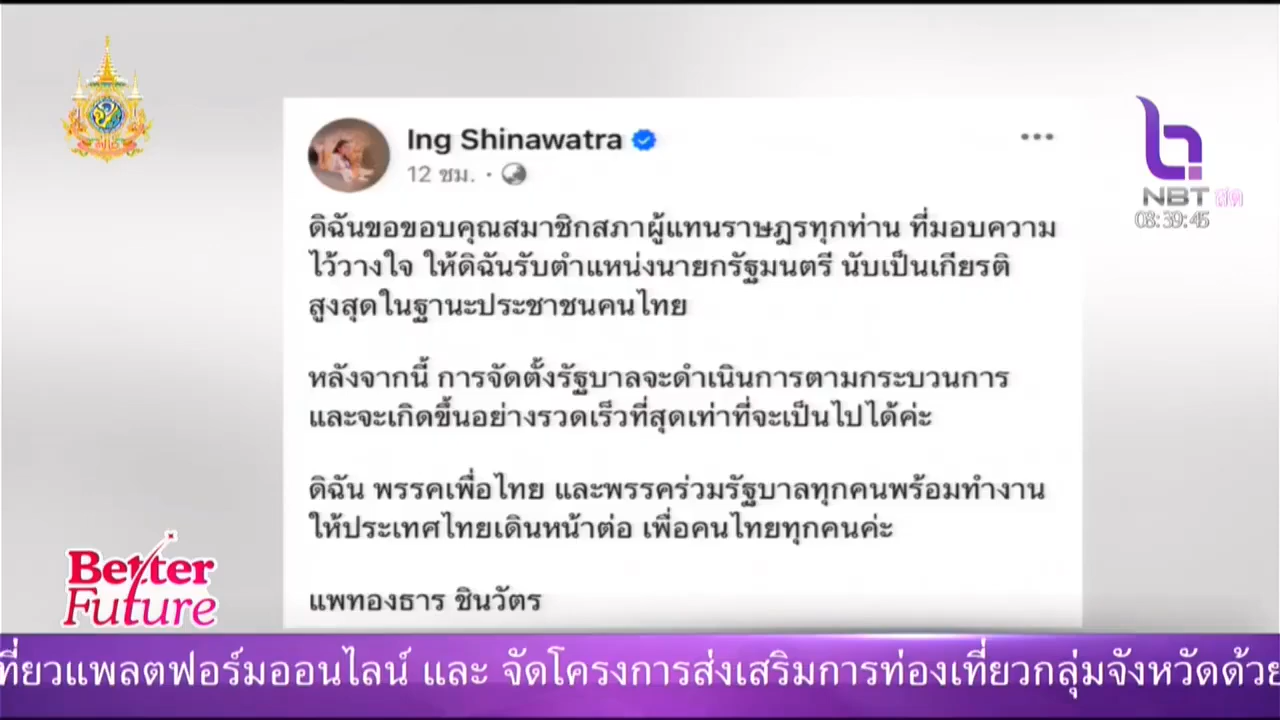 Ing Shinawatra
12 ชม.
ดิฉันขอขอบคุณสมาชิกสภาผู้แทนราษฎรทุกท่าน ที่มอบความ
ไว้วางใจ ให้ดิฉันรับตำแหน่งนายกรัฐมนตรี นับเป็นเกียรติ
สูงสุดในฐานะประชาชนคนไทย
หลังจากนี้ การจัดตั้งรัฐบาลจะดำเนินการตามกระบวนการ
และจะเกิดขึ้นอย่างรวดเร็วที่สุดเท่าที่จะเป็นไปได้ค่ะ
ดิฉัน พรรคเพื่อไทย และพรรคร่วมรัฐบาลทุกคนพร้อมทำงาน
ให้ประเทศไทยเดินหน้าต่อ เพื่อคนไทยทุกคนค่ะ
แพทองธาร ชินวัตร
NBT สด
08:39:45
Better
Future
ที่ยวแพลตฟอร์มออนไลน์ และ จัดโครงการส่งเสริมการท่องเที่ยวกลุ่มจังหวัดด้วย